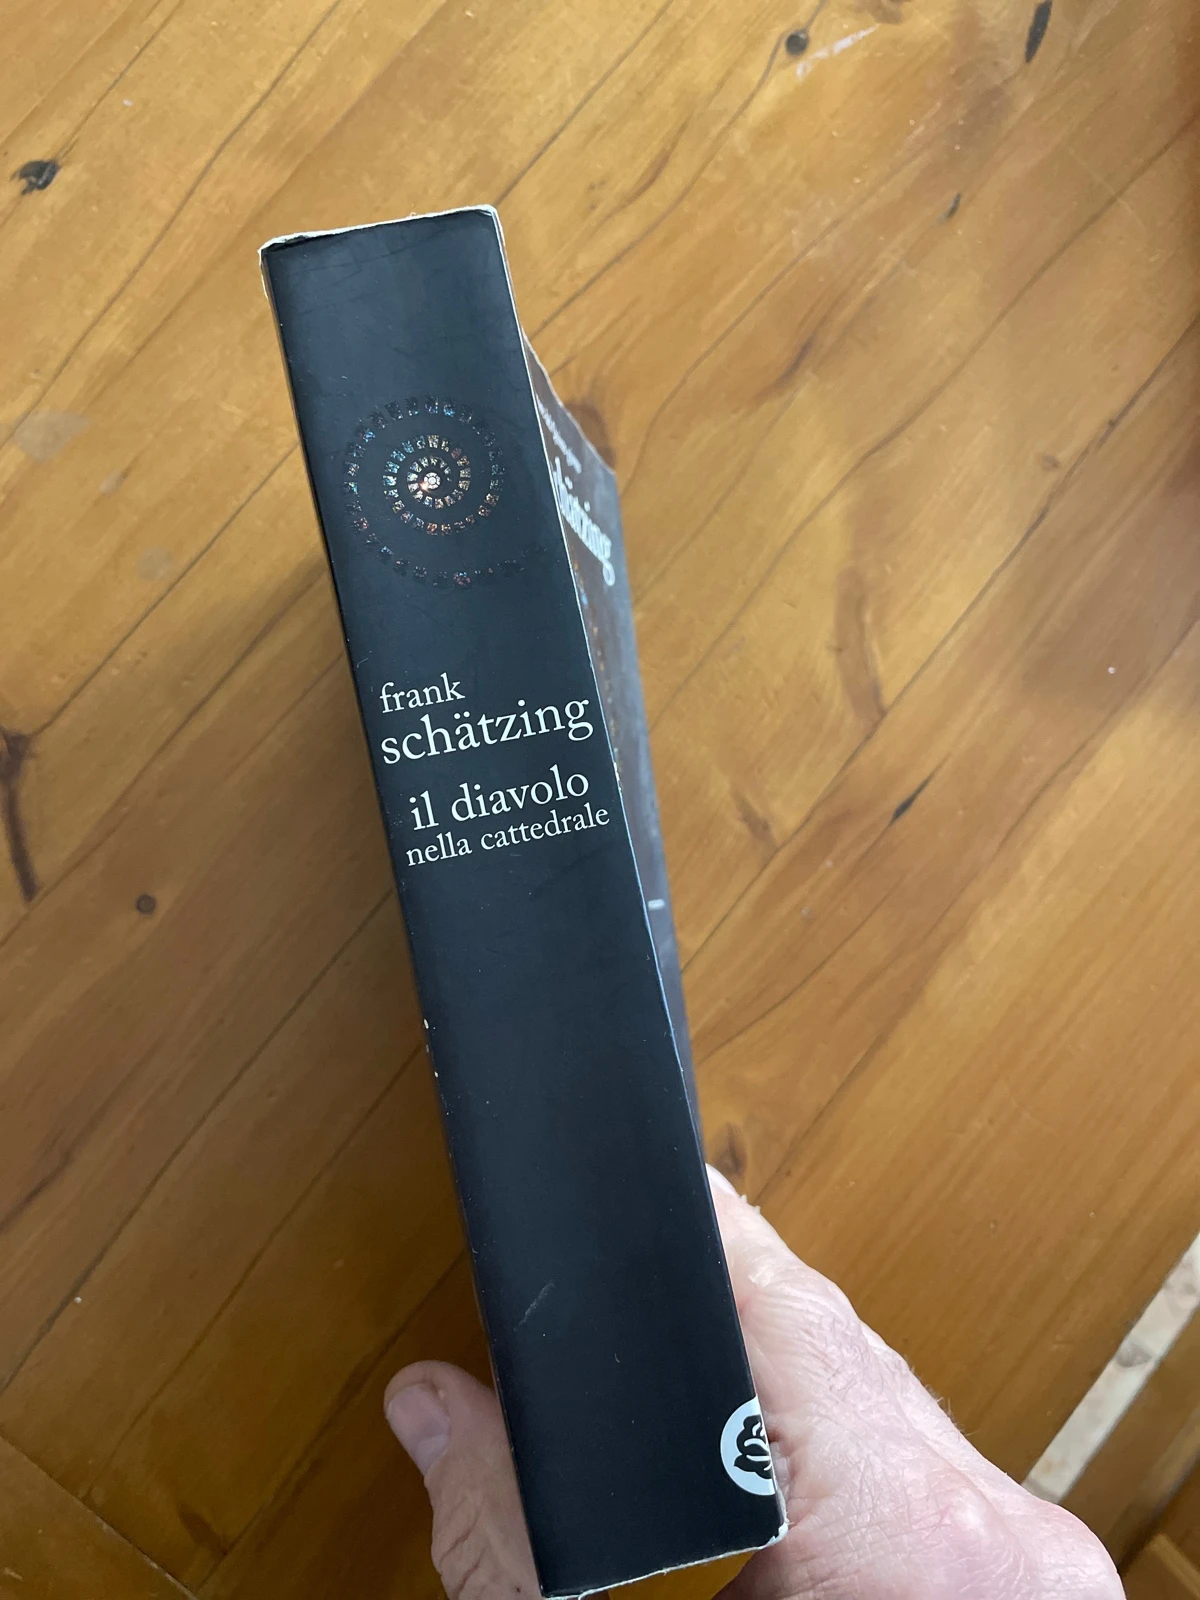 frank
schätzing
il diavolo
nella cattedrale